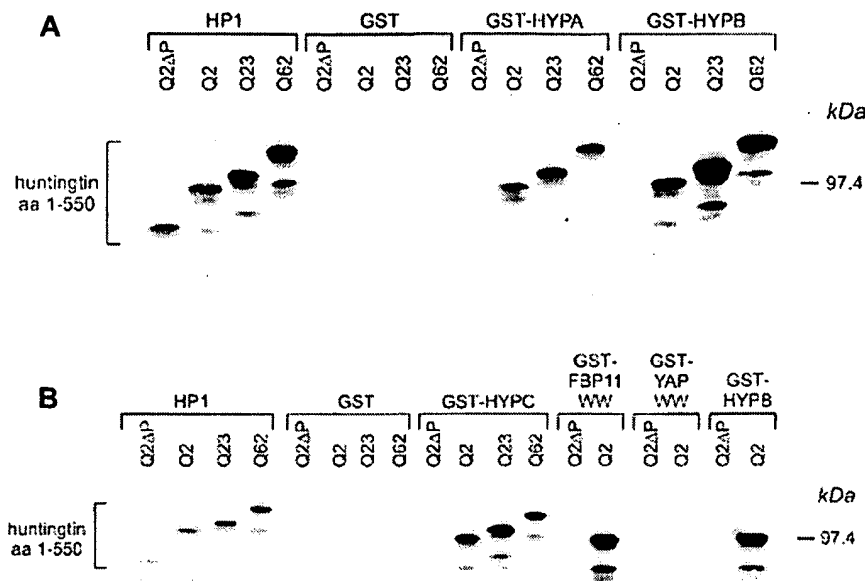 A
HP1 GST GST-HYPA GST-HYPB
Q2ΔP Q2 Q23 Q62 Q2ΔP Q2 Q23 Q62 Q2ΔP Q2 Q23 Q62 Q2ΔP Q2 Q23 Q62
kDa
huntingtin
aa 1-550
— 97.4
B
HP1 GST GST-HYPC GST-FBP11 WW GST-YAP WW GST-HYPB
Q2ΔP Q2 Q23 Q62 Q2ΔP Q2 Q23 Q62 Q2ΔP Q2 Q23 Q62 Q2ΔP Q2 Q2ΔP Q2 Q2ΔP Q2
kDa
huntingtin
aa 1-550
— 97.4